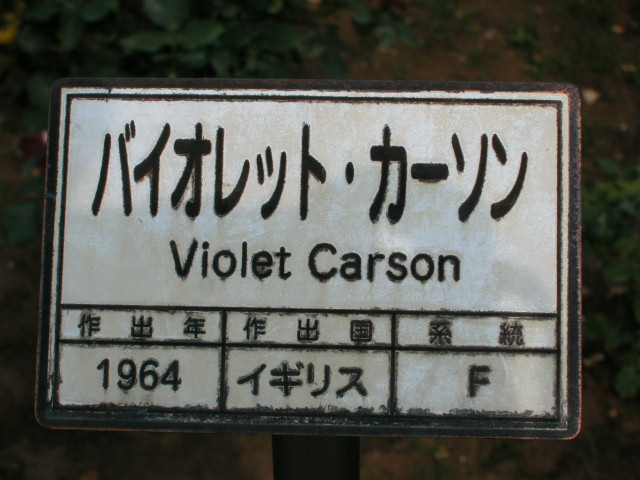 バイオレット・カーソン
Violet Carson
作出年 作出国 系統
1964 イギリス F